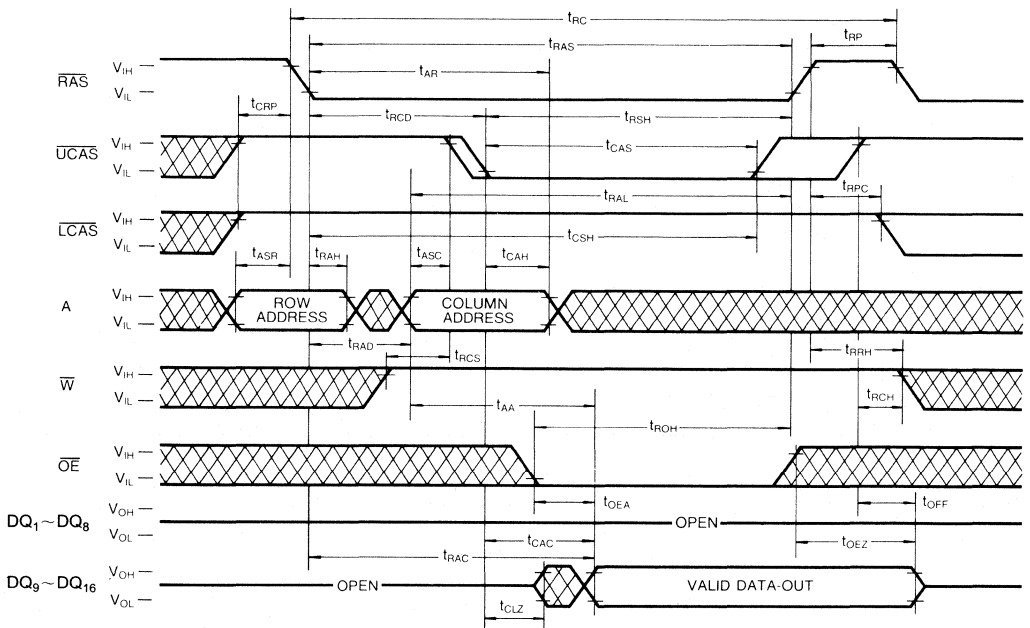 tRC
tRAS
tRP
tAR
RAS
VIH
VIL
tCRP
tRCD
tRSH
UCAS
VIH
VIL
tCAS
tRAL
tRPC
LCAS
VIH
VIL
tCSH
tASR
tRAH
tASC
tCAH
A
VIH
VIL
ROW
ADDRESS
COLUMN
ADDRESS
tRAD
tRCS
tRRH
W
VIH
VIL
tRCH
tAA
tROH
OE
VIH
VIL
tOEA
tOFF
DQ1~DQ8
VOH
VOL
OPEN
tCAC
tOEZ
tRAC
DQ9~DQ16
VOH
VOL
OPEN
VALID DATA-OUT
tCLZ